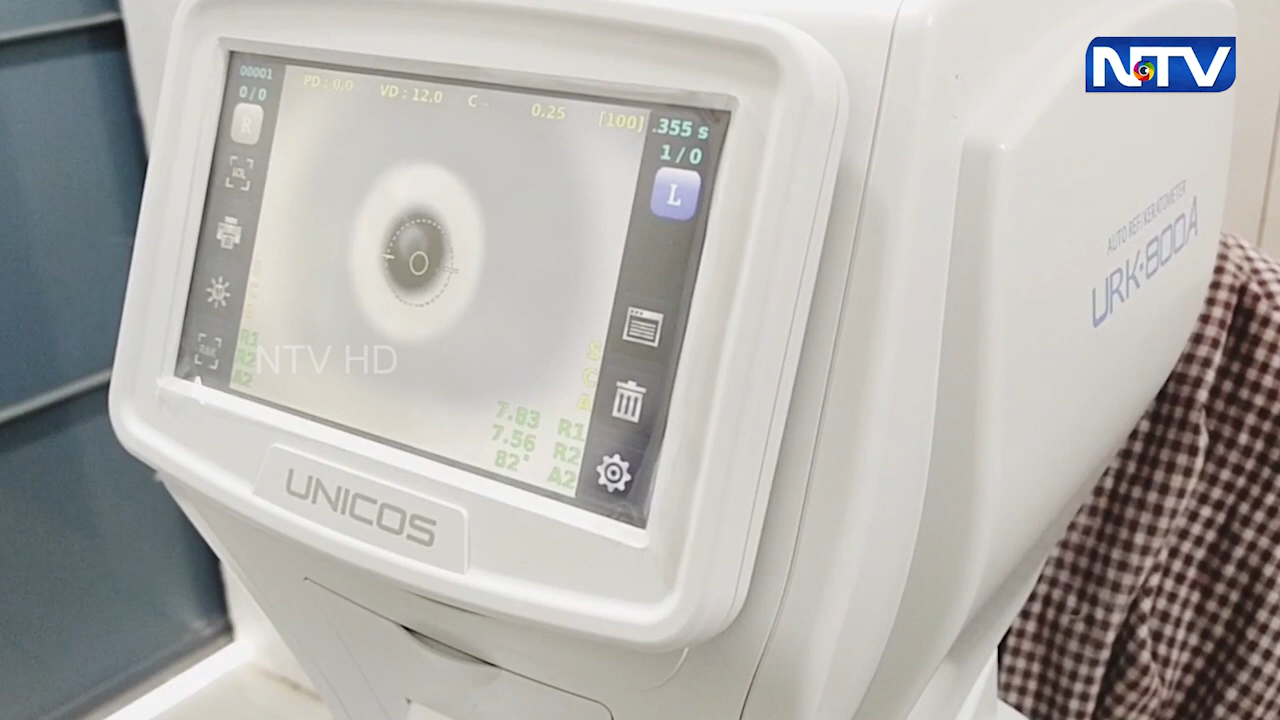 NTV
00001
0/0
R
PD : 0.0 VD : 12.0 C -
0.25 [100]
.355 s
1 / 0
L
R1
R2
A2
NTV HD
S
C
A
7.83 R1
7.56 R2
82° A2
UNICOS
AUTO REF/KERATOMETER
URK-800A